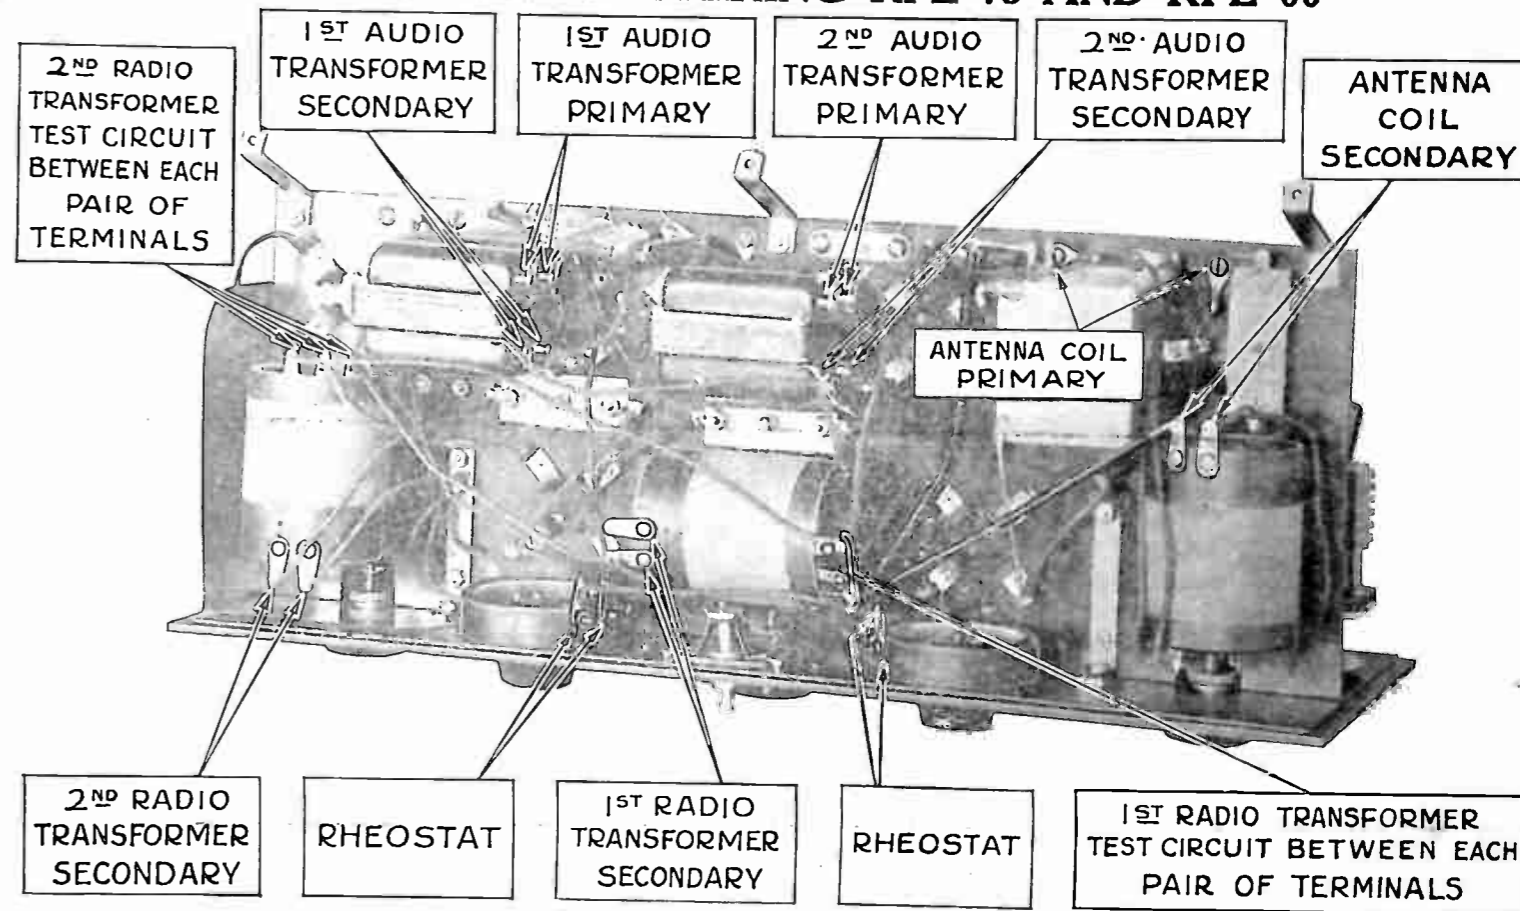 AND
1ST AUDIO
TRANSFORMER
SECONDARY
1ST AUDIO
TRANSFORMER
PRIMARY
2ND AUDIO
TRANSFORMER
PRIMARY
2ND. AUDIO
TRANSFORMER
SECONDARY
2ND RADIO
TRANSFORMER
TEST CIRCUIT
BETWEEN EACH
PAIR OF
TERMINALS
ANTENNA
COIL
SECONDARY
ANTENNA COIL
PRIMARY
2ND RADIO
TRANSFORMER
SECONDARY
RHEOSTAT
1ST RADIO
TRANSFORMER
SECONDARY
RHEOSTAT
1ST RADIO TRANSFORMER
TEST CIRCUIT BETWEEN EACH
PAIR OF TERMINALS